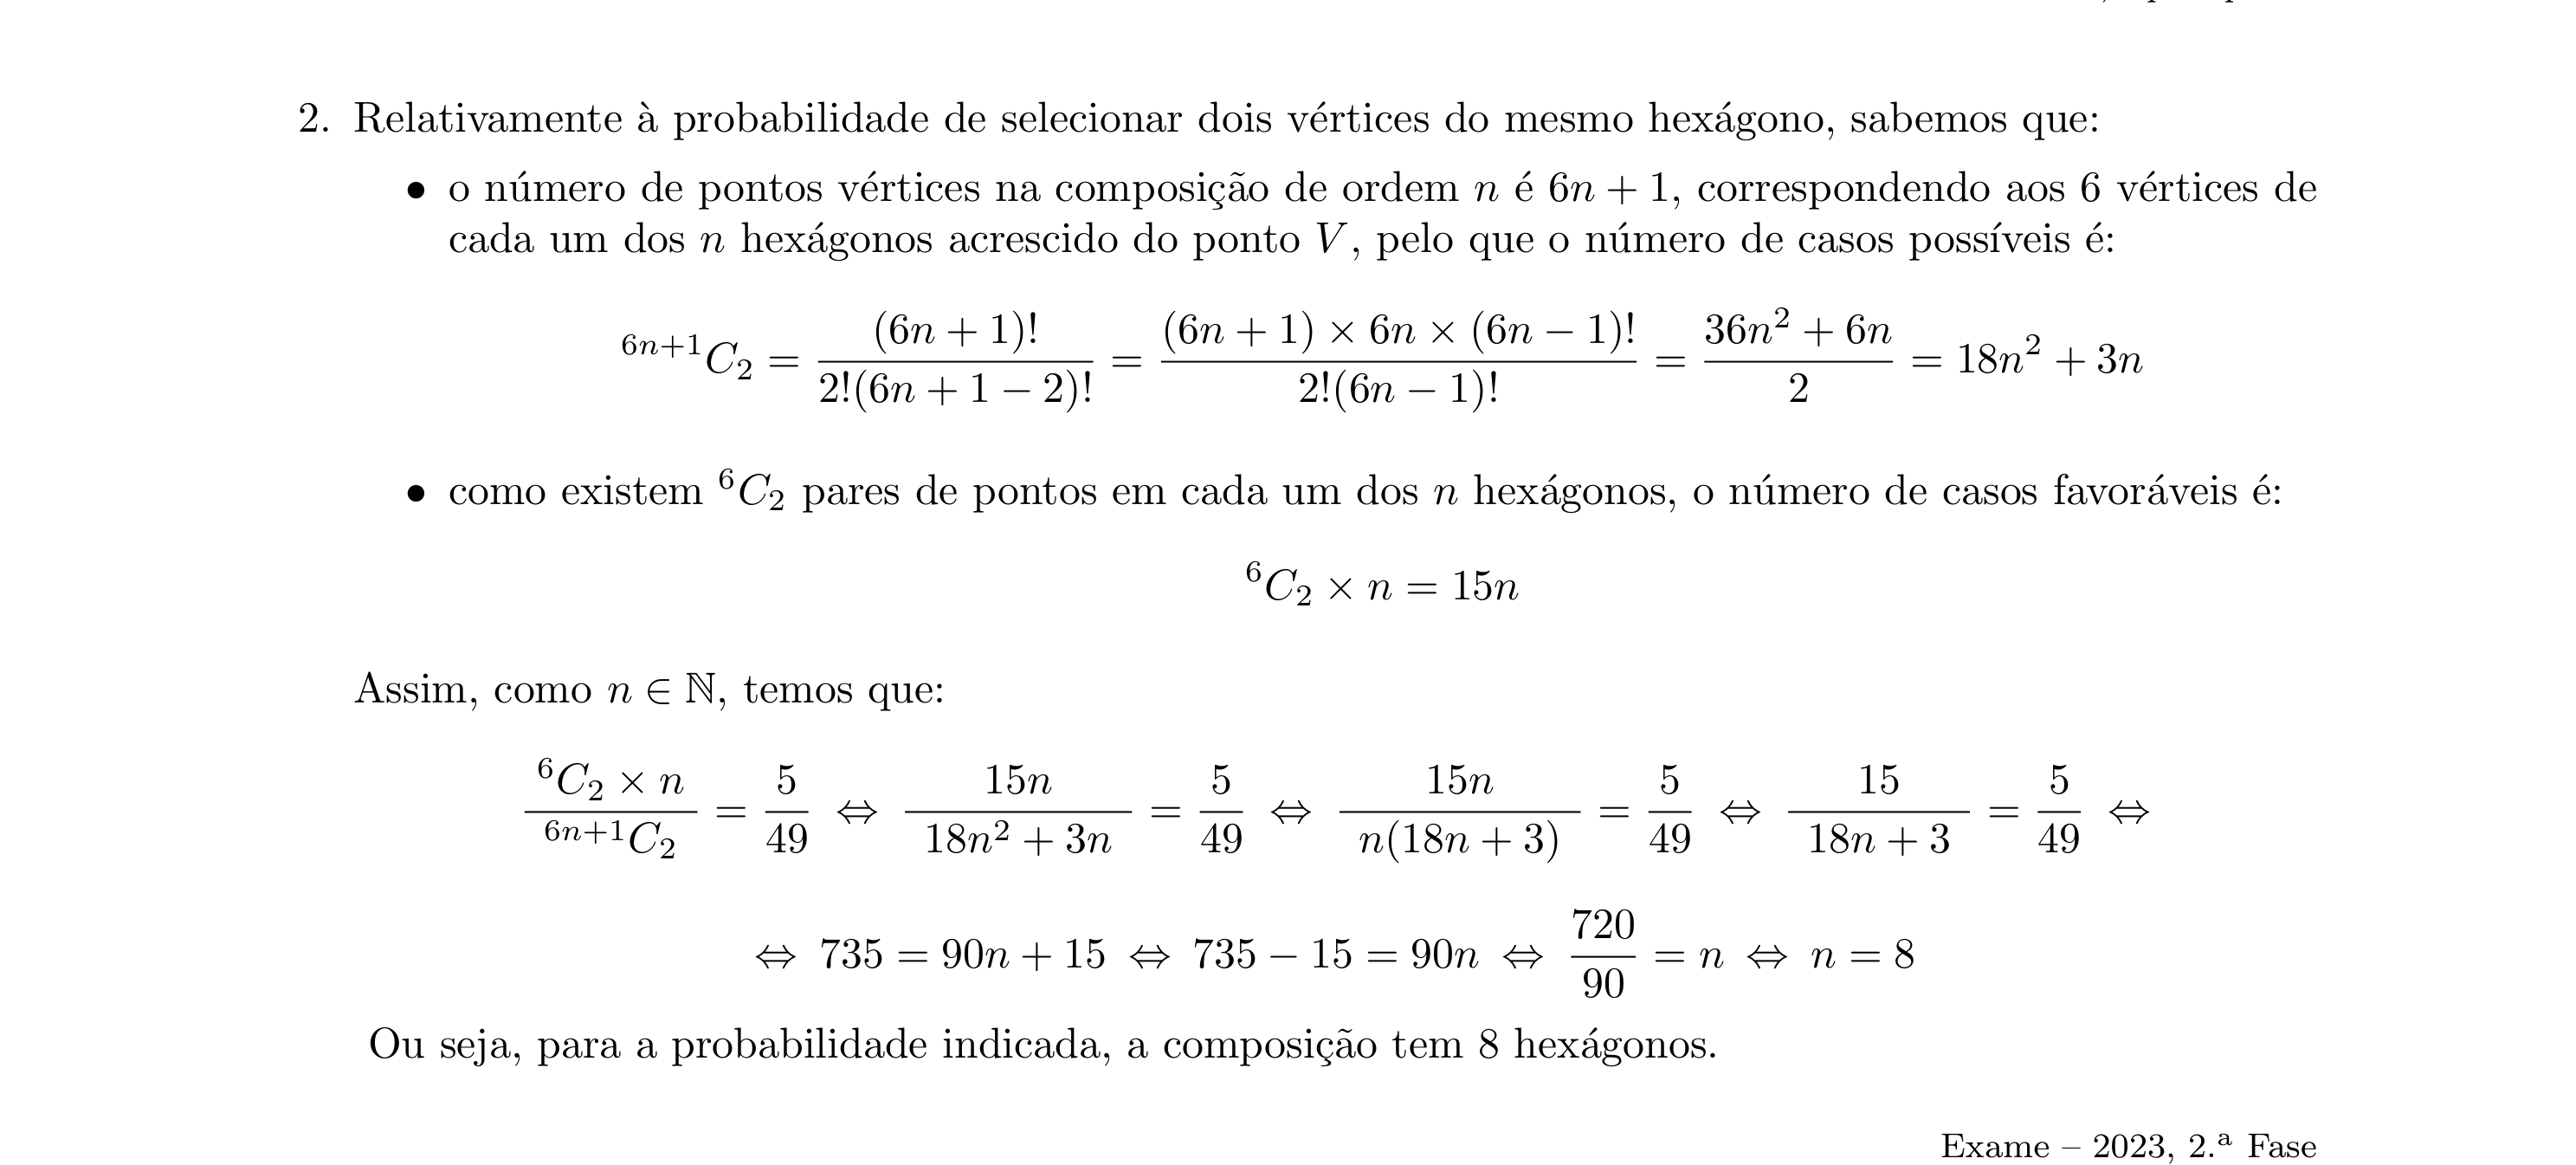 2. Relativamente à probabilidade de selecionar dois vértices do mesmo hexágono, sabemos que:
• o número de pontos vértices na composição de ordem n é 6n + 1, correspondendo aos 6 vértices de
cada um dos n hexágonos acrescido do ponto V, pelo que o número de casos possíveis é:
$^{6n+1}C_2 = \frac{(6n+1)!}{2!(6n+1-2)!} = \frac{(6n+1) \times 6n \times (6n-1)!}{2!(6n-1)!} = \frac{36n^2+6n}{2} = 18n^2 + 3n$
• como existem $^6C_2$ pares de pontos em cada um dos n hexágonos, o número de casos favoráveis é:
$^6C_2 \times n = 15n$
Assim, como n ∈ ℕ, temos que:
$\frac{^6C_2 \times n}{^{6n+1}C_2} = \frac{5}{49} \Leftrightarrow \frac{15n}{18n^2+3n} = \frac{5}{49} \Leftrightarrow \frac{15n}{n(18n+3)} = \frac{5}{49} \Leftrightarrow \frac{15}{18n+3} = \frac{5}{49} \Leftrightarrow$
$\Leftrightarrow 735 = 90n + 15 \Leftrightarrow 735 - 15 = 90n \Leftrightarrow \frac{720}{90} = n \Leftrightarrow n = 8$
Ou seja, para a probabilidade indicada, a composição tem 8 hexágonos.
Exame – 2023, 2.ª Fase